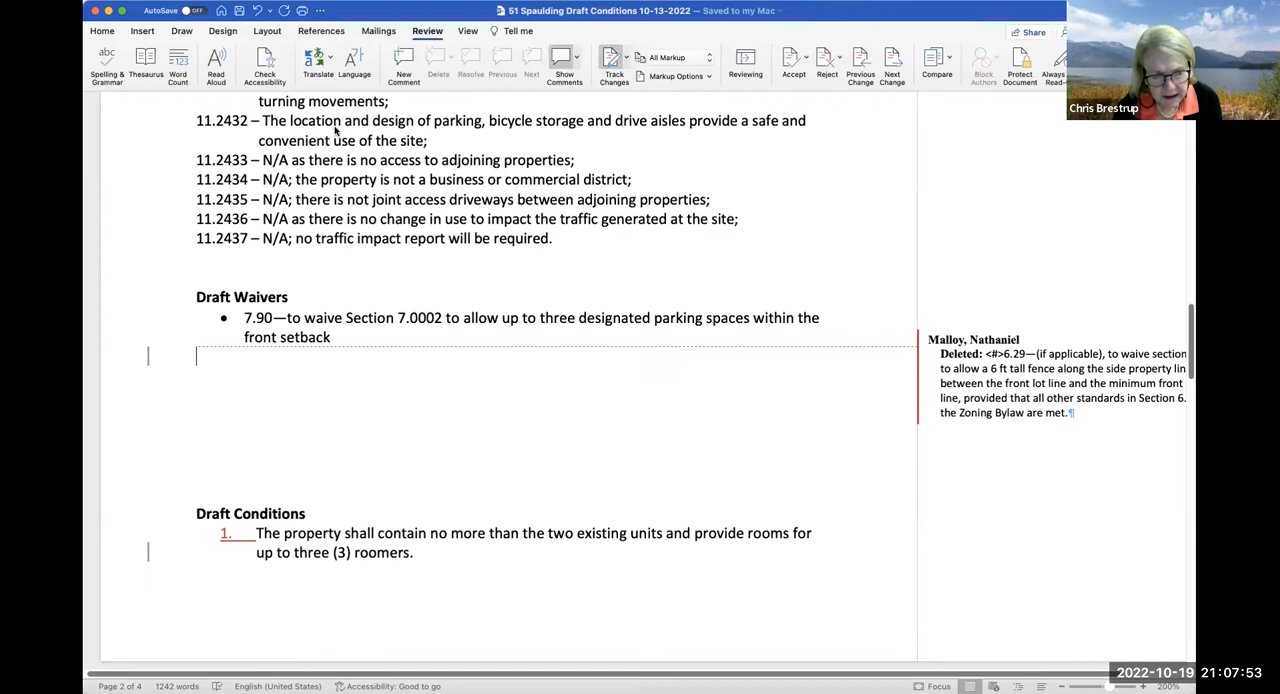 AutoSave OFF
51 Spaulding Draft Conditions 10-13-2022 — Saved to my Mac
Home Insert Draw Design Layout References Mailings Review View Tell me
Share
Spelling & Grammar Thesaurus Word Count Read Aloud Check Accessibility Translate Language New Comment Delete Resolve Previous Next Show Comments Track Changes All Markup Markup Options Reviewing Accept Reject Previous Change Next Change Compare Block Authors Protect Document Always Read-
Chris Brestrup
turning movements;
11.2432 – The location and design of parking, bicycle storage and drive aisles provide a safe and
convenient use of the site;
11.2433 – N/A as there is no access to adjoining properties;
11.2434 – N/A; the property is not a business or commercial district;
11.2435 – N/A; there is not joint access driveways between adjoining properties;
11.2436 – N/A as there is no change in use to impact the traffic generated at the site;
11.2437 – N/A; no traffic impact report will be required.
Draft Waivers
• 7.90—to waive Section 7.0002 to allow up to three designated parking spaces within the
front setback
Malloy, Nathaniel
Deleted: <#>6.29—(if applicable), to waive section
to allow a 6 ft tall fence along the side property lin
between the front lot line and the minimum front
line, provided that all other standards in Section 6.
the Zoning Bylaw are met.¶
Draft Conditions
1. The property shall contain no more than the two existing units and provide rooms for
up to three (3) roomers.
2022-10-19 21:07:53
Page 2 of 4 1242 words English (United States) Accessibility: Good to go Focus 200%